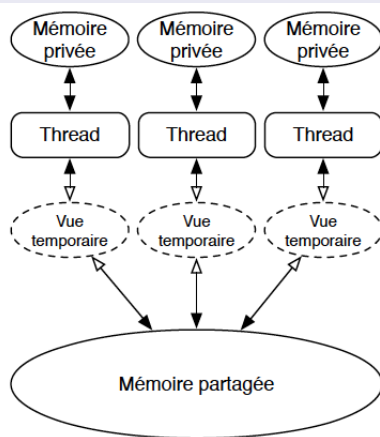 Mémoire
privée
Mémoire
privée
Mémoire
privée
Thread
Thread
Thread
Vue
temporaire
Vue
temporaire
Vue
temporaire
Mémoire partagée